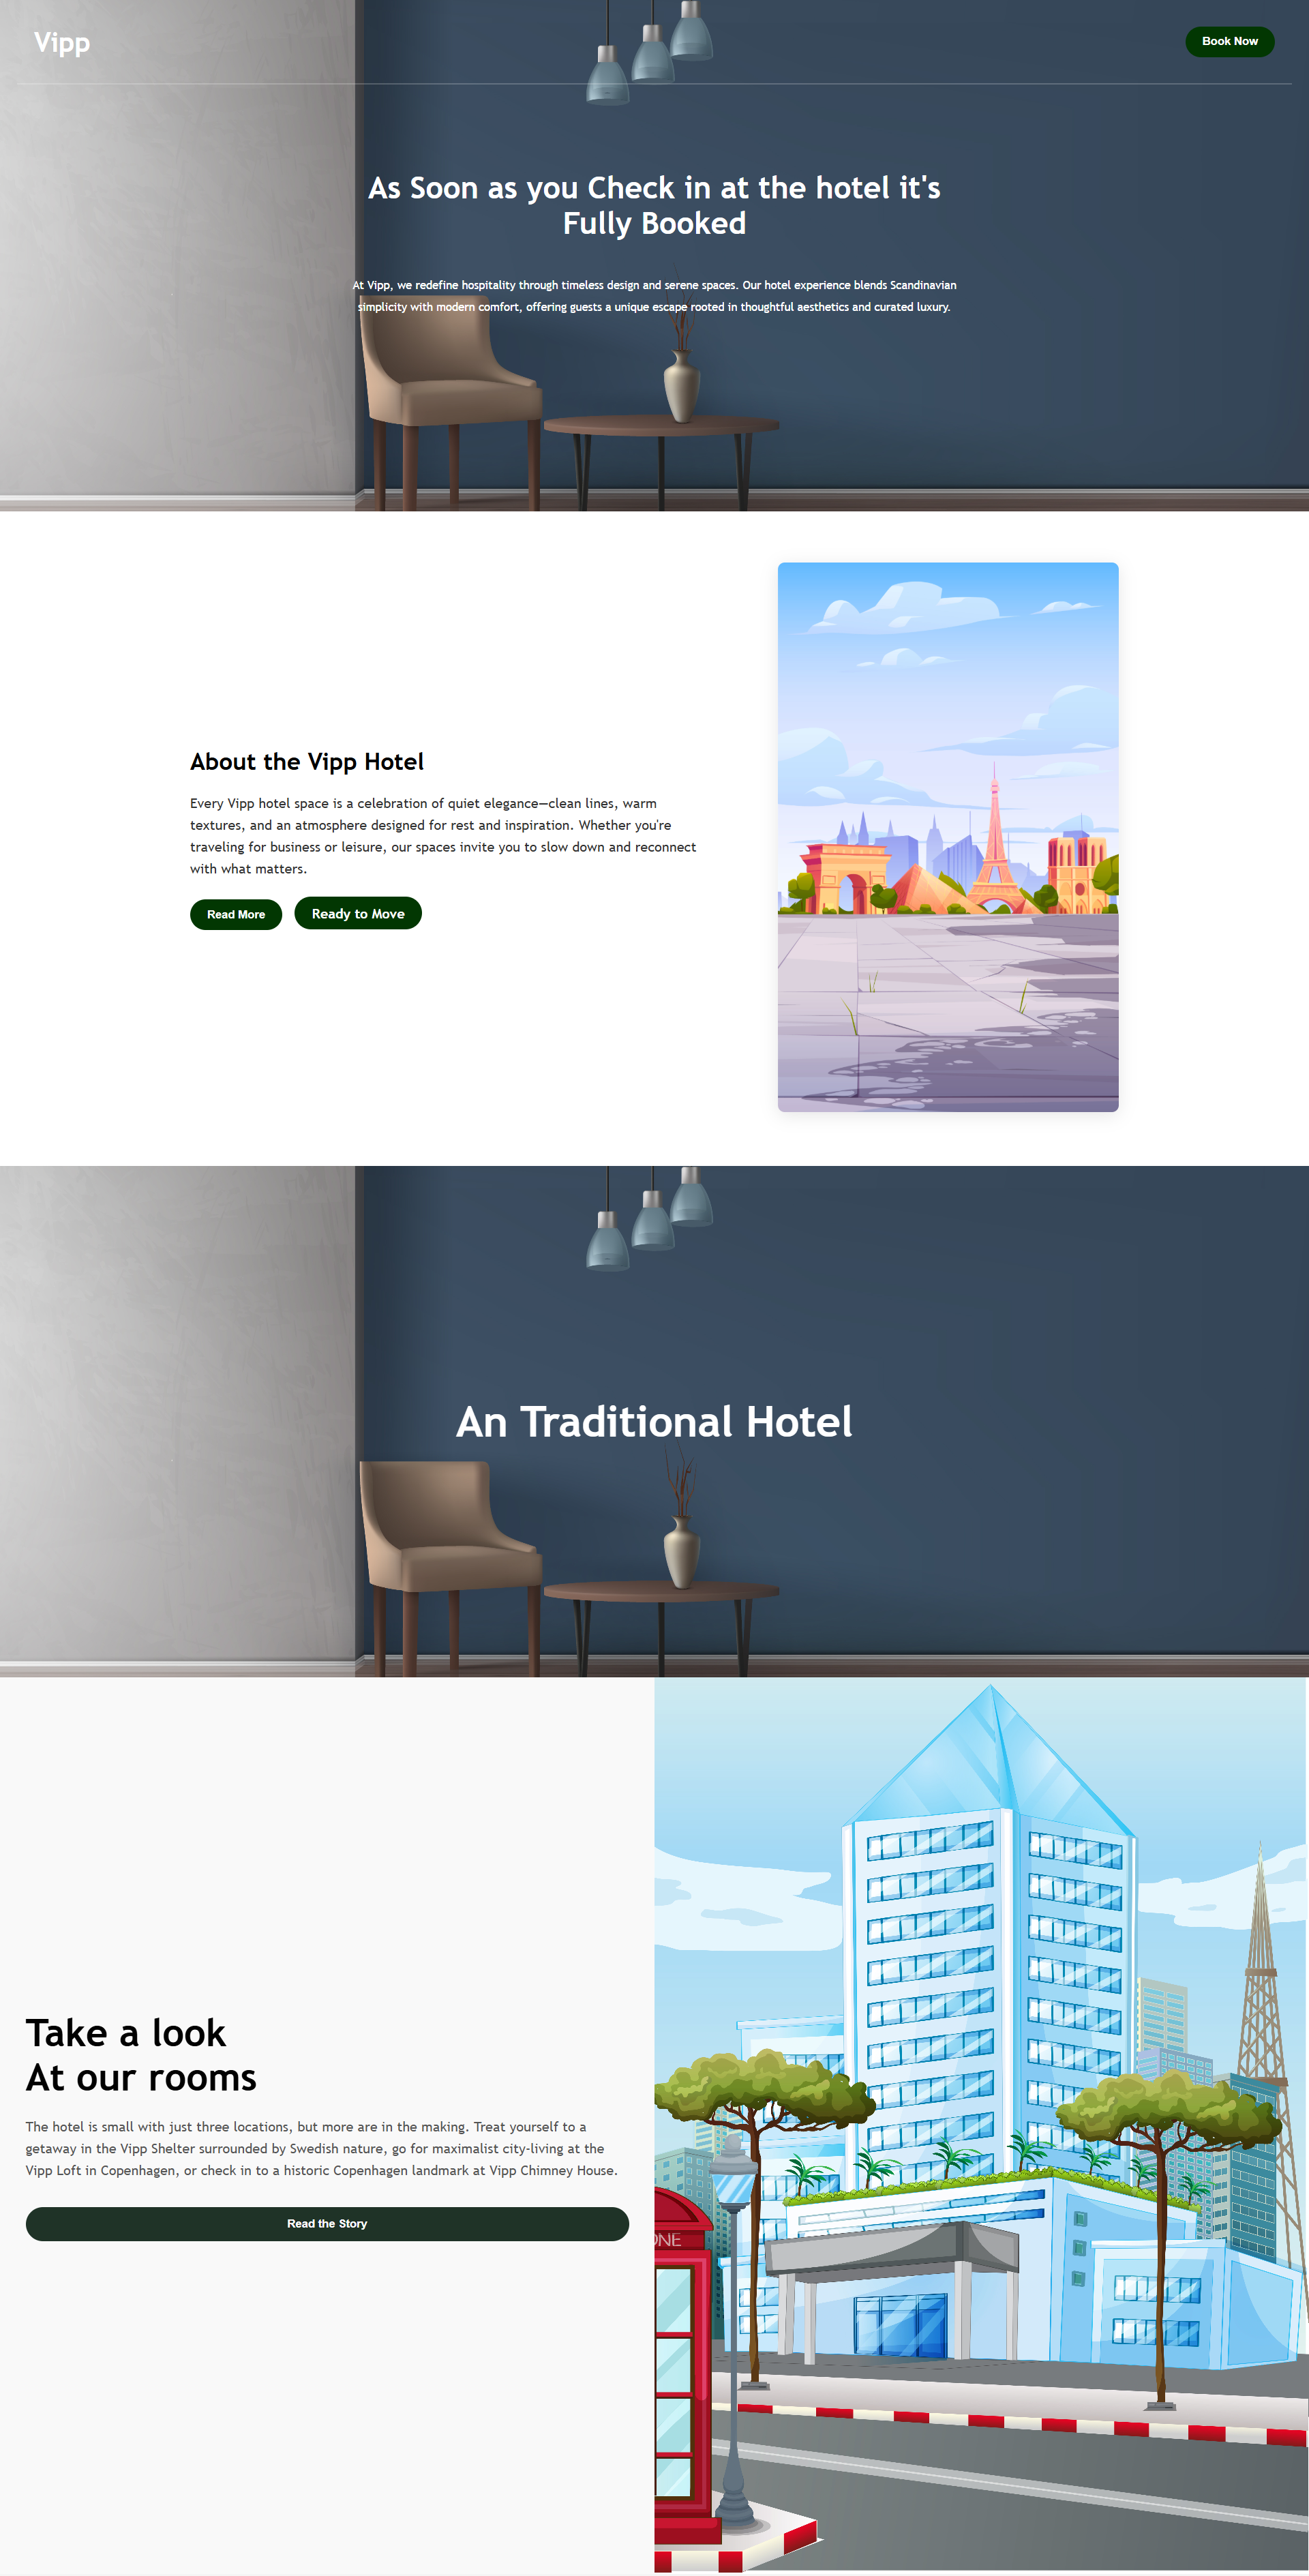 Vipp
Book Now
As Soon as you Check in at the hotel it's
Fully Booked
At Vipp, we redefine hospitality through timeless design and serene spaces. Our hotel experience blends Scandinavian
simplicity with modern comfort, offering guests a unique escape rooted in thoughtful aesthetics and curated luxury.
About the Vipp Hotel
Every Vipp hotel space is a celebration of quiet elegance—clean lines, warm
textures, and an atmosphere designed for rest and inspiration. Whether you're
traveling for business or leisure, our spaces invite you to slow down and reconnect
with what matters.
Read More
Ready to Move
An Traditional Hotel
Take a look
At our rooms
The hotel is small with just three locations, but more are in the making. Treat yourself to a
getaway in the Vipp Shelter surrounded by Swedish nature, go for maximalist city-living at the
Vipp Loft in Copenhagen, or check in to a historic Copenhagen landmark at Vipp Chimney House.
Read the Story
ONE